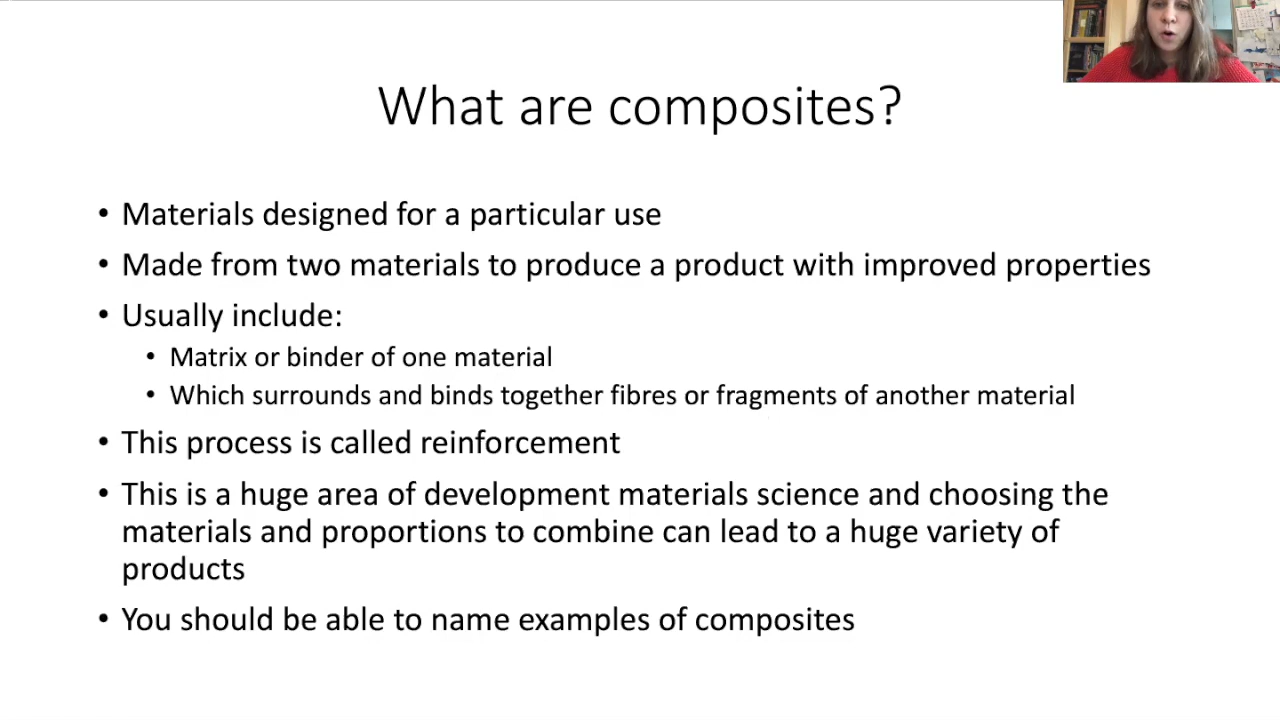 What are composites?
• Materials designed for a particular use
• Made from two materials to produce a product with improved properties
• Usually include:
• Matrix or binder of one material
• Which surrounds and binds together fibres or fragments of another material
• This process is called reinforcement
• This is a huge area of development materials science and choosing the
materials and proportions to combine can lead to a huge variety of
products
• You should be able to name examples of composites